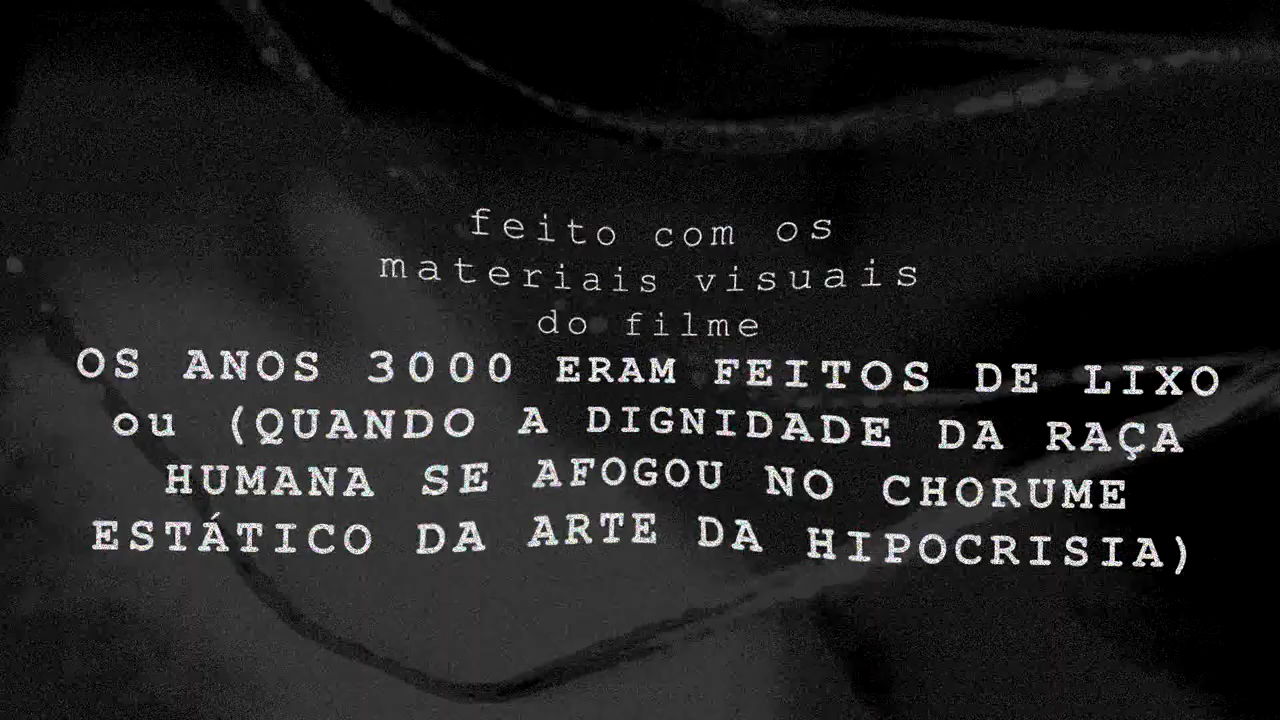 feito com os
materiais visuais
do filme
OS ANOS 3000 ERAM FEITOS DE LIXO
ou (QUANDO A DIGNIDADE DA RAÇA
HUMANA SE AFOGOU NO CHORUME
ESTÁTICO DA ARTE DA HIPOCRISIA)